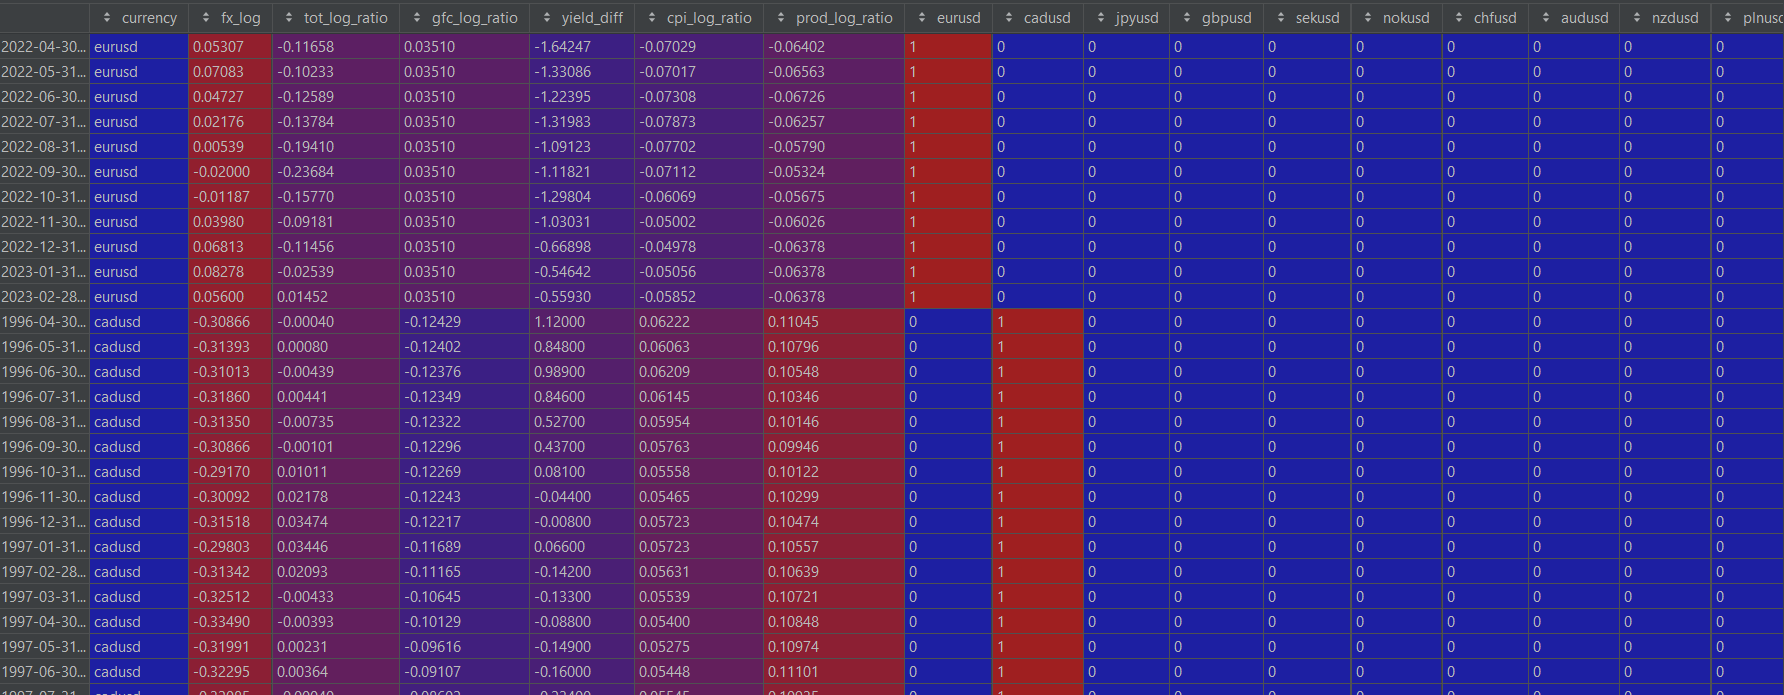 currency fx_log tot_log_ratio gfc_log_ratio yield_diff cpi_log_ratio prod_log_ratio eurusd cadusd jpyusd gbpusd sekusd nokusd chfusd audusd nzdusd plnusd
2022-04-30... eurusd 0.05307 -0.11658 0.03510 -1.64247 -0.07029 -0.06402 1 0 0 0 0 0 0 0 0 0
2022-05-31... eurusd 0.07083 -0.10233 0.03510 -1.33086 -0.07017 -0.06563 1 0 0 0 0 0 0 0 0 0
2022-06-30... eurusd 0.04727 -0.12589 0.03510 -1.22395 -0.07308 -0.06726 1 0 0 0 0 0 0 0 0 0
2022-07-31... eurusd 0.02176 -0.13784 0.03510 -1.31983 -0.07873 -0.06257 1 0 0 0 0 0 0 0 0 0
2022-08-31... eurusd 0.00539 -0.19410 0.03510 -1.09123 -0.07702 -0.05790 1 0 0 0 0 0 0 0 0 0
2022-09-30... eurusd -0.02000 -0.23684 0.03510 -1.11821 -0.07112 -0.05324 1 0 0 0 0 0 0 0 0 0
2022-10-31... eurusd -0.01187 -0.15770 0.03510 -1.29804 -0.06069 -0.05675 1 0 0 0 0 0 0 0 0 0
2022-11-30... eurusd 0.03980 -0.09181 0.03510 -1.03031 -0.05002 -0.06026 1 0 0 0 0 0 0 0 0 0
2022-12-31... eurusd 0.06813 -0.11456 0.03510 -0.66898 -0.04978 -0.06378 1 0 0 0 0 0 0 0 0 0
2023-01-31... eurusd 0.08278 -0.02539 0.03510 -0.54642 -0.05056 -0.06378 1 0 0 0 0 0 0 0 0 0
2023-02-28... eurusd 0.05600 0.01452 0.03510 -0.55930 -0.05852 -0.06378 1 0 0 0 0 0 0 0 0 0
1996-04-30... cadusd -0.30866 -0.00040 -0.12429 1.12000 0.06222 0.11045 0 1 0 0 0 0 0 0 0 0
1996-05-31... cadusd -0.31393 0.00080 -0.12402 0.84800 0.06063 0.10796 0 1 0 0 0 0 0 0 0 0
1996-06-30... cadusd -0.31013 -0.00439 -0.12376 0.98900 0.06209 0.10548 0 1 0 0 0 0 0 0 0 0
1996-07-31... cadusd -0.31860 0.00441 -0.12349 0.84600 0.06145 0.10346 0 1 0 0 0 0 0 0 0 0
1996-08-31... cadusd -0.31350 -0.00735 -0.12322 0.52700 0.05954 0.10146 0 1 0 0 0 0 0 0 0 0
1996-09-30... cadusd -0.30866 -0.00101 -0.12296 0.43700 0.05763 0.09946 0 1 0 0 0 0 0 0 0 0
1996-10-31... cadusd -0.29170 0.01011 -0.12269 0.08100 0.05558 0.10122 0 1 0 0 0 0 0 0 0 0
1996-11-30... cadusd -0.30092 0.02178 -0.12243 -0.04400 0.05465 0.10299 0 1 0 0 0 0 0 0 0 0
1996-12-31... cadusd -0.31518 0.03474 -0.12217 -0.00800 0.05723 0.10474 0 1 0 0 0 0 0 0 0 0
1997-01-31... cadusd -0.29803 0.03446 -0.11689 0.06600 0.05723 0.10557 0 1 0 0 0 0 0 0 0 0
1997-02-28... cadusd -0.31342 0.02093 -0.11165 -0.14200 0.05631 0.10639 0 1 0 0 0 0 0 0 0 0
1997-03-31... cadusd -0.32512 -0.00433 -0.10645 -0.13300 0.05539 0.10721 0 1 0 0 0 0 0 0 0 0
1997-04-30... cadusd -0.33490 -0.00393 -0.10129 -0.08800 0.05400 0.10848 0 1 0 0 0 0 0 0 0 0
1997-05-31... cadusd -0.31991 0.00231 -0.09616 -0.14900 0.05275 0.10974 0 1 0 0 0 0 0 0 0 0
1997-06-30... cadusd -0.32295 0.00364 -0.09107 -0.16000 0.05448 0.11101 0 1 0 0 0 0 0 0 0 0